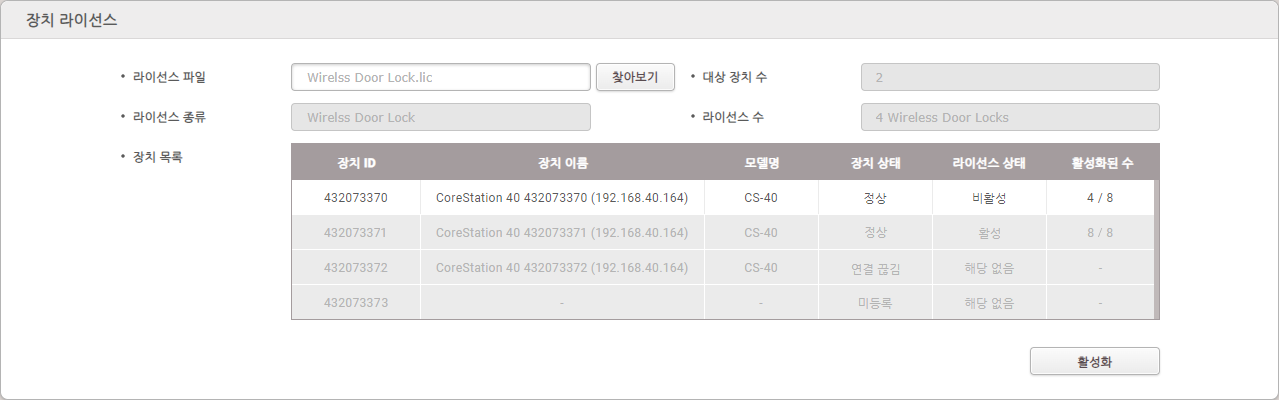 장치 라이선스
• 라이선스 파일 Wirelss Door Lock.lic 찾아보기 • 대상 장치 수 2
• 라이선스 종류 Wirelss Door Lock • 라이선스 수 4 Wireless Door Locks
• 장치 목록
장치 ID 장치 이름 모델명 장치 상태 라이선스 상태 활성화된 수
432073370 CoreStation 40 432073370 (192.168.40.164) CS-40 정상 비활성 4 / 8
432073371 CoreStation 40 432073371 (192.168.40.164) CS-40 정상 활성 8 / 8
432073372 CoreStation 40 432073372 (192.168.40.164) CS-40 연결 끊김 해당 없음 -
432073373 - - 미등록 해당 없음 -
활성화